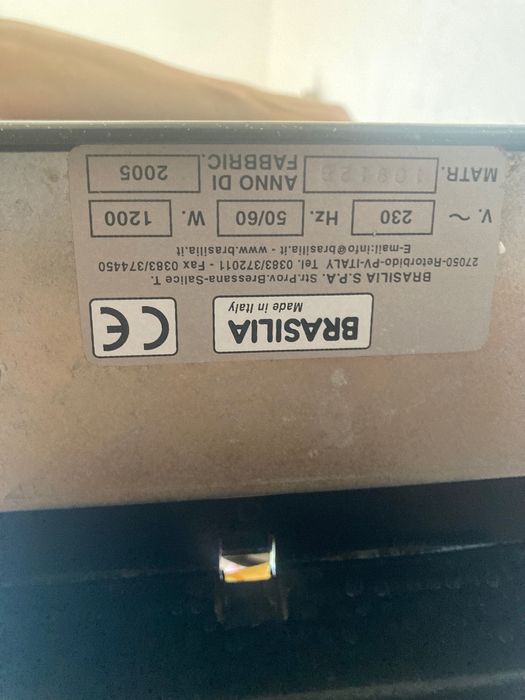 BRASILIA
Made in Italy
CE
BRASILIA S.P.A. Str.Prov.Bressana-Salice T.
27050-Retorbido-PV-ITALY Tel. 0383/372011 - Fax 0383/374450
E-mail:info@brasilia.it - www.brasilia.it
V. ~ 230 Hz. 50/60 W. 1200
MATR. ANNO DI FABBRIC. 2005